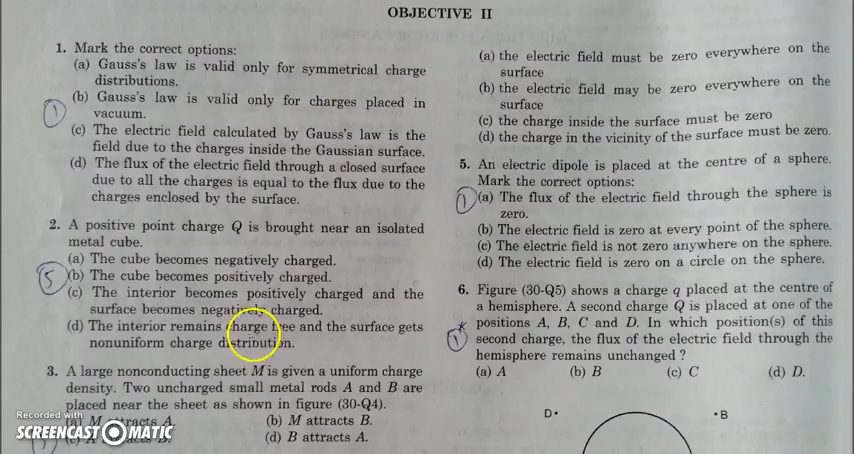 OBJECTIVE II
1. Mark the correct options:
(a) Gauss's law is valid only for symmetrical charge
distributions.
(b) Gauss's law is valid only for charges placed in
vacuum.
(c) The electric field calculated by Gauss's law is the
field due to the charges inside the Gaussian surface.
(d) The flux of the electric field through a closed surface
due to all the charges is equal to the flux due to the
charges enclosed by the surface.
2. A positive point charge Q is brought near an isolated
metal cube.
(a) The cube becomes negatively charged.
(b) The cube becomes positively charged.
(c) The interior becomes positively charged and the
surface becomes negatively charged.
(d) The interior remains charge free and the surface gets
nonuniform charge distribution.
3. A large nonconducting sheet M is given a uniform charge
density. Two uncharged small metal rods A and B are
placed near the sheet as shown in figure (30-Q4).
(a) M attracts A.
(b) M attracts B.
(c) A attracts B.
(d) B attracts A.
(a) the electric field must be zero everywhere on the
surface
(b) the electric field may be zero everywhere on the
surface
(c) the charge inside the surface must be zero
(d) the charge in the vicinity of the surface must be zero.
5. An electric dipole is placed at the centre of a sphere.
Mark the correct options:
(a) The flux of the electric field through the sphere is
zero.
(b) The electric field is zero at every point of the sphere.
(c) The electric field is not zero anywhere on the sphere.
(d) The electric field is zero on a circle on the sphere.
6. Figure (30-Q5) shows a charge q placed at the centre of
a hemisphere. A second charge Q is placed at one of the
positions A, B, C and D. In which position(s) of this
second charge, the flux of the electric field through the
hemisphere remains unchanged ?
(a) A (b) B (c) C (d) D.
D•
•B
Recorded with
SCREENCAST O MATIC